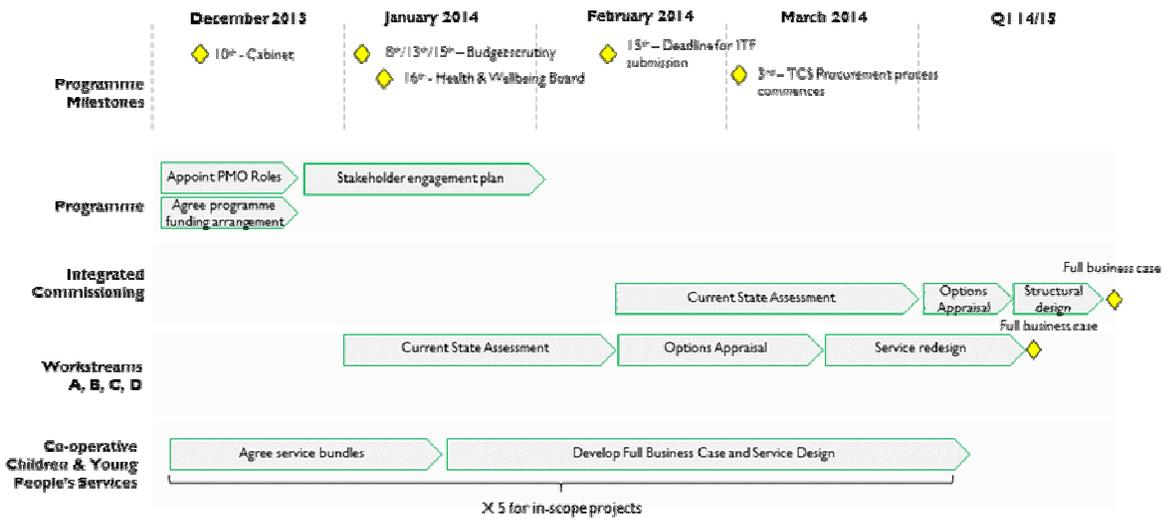 December 2013 January 2014 February 2014 March 2014 Q1 14/15
10th - Cabinet
8th/13th/15th – Budget scrutiny
16th - Health & Wellbeing Board
15th – Deadline for ITF
submission
3rd – TCS Procurement process
commences
Programme
Milestones
Programme
Appoint PMO Roles
Stakeholder engagement plan
Agree programme
funding arrangement
Integrated
Commissioning
Full business case
Current State Assessment
Options
Appraisal
Structural
design
Full business case
Workstreams
A, B, C, D
Current State Assessment
Options Appraisal
Service redesign
Co-operative
Children & Young
People's Services
Agree service bundles
Develop Full Business Case and Service Design
X 5 for in-scope projects